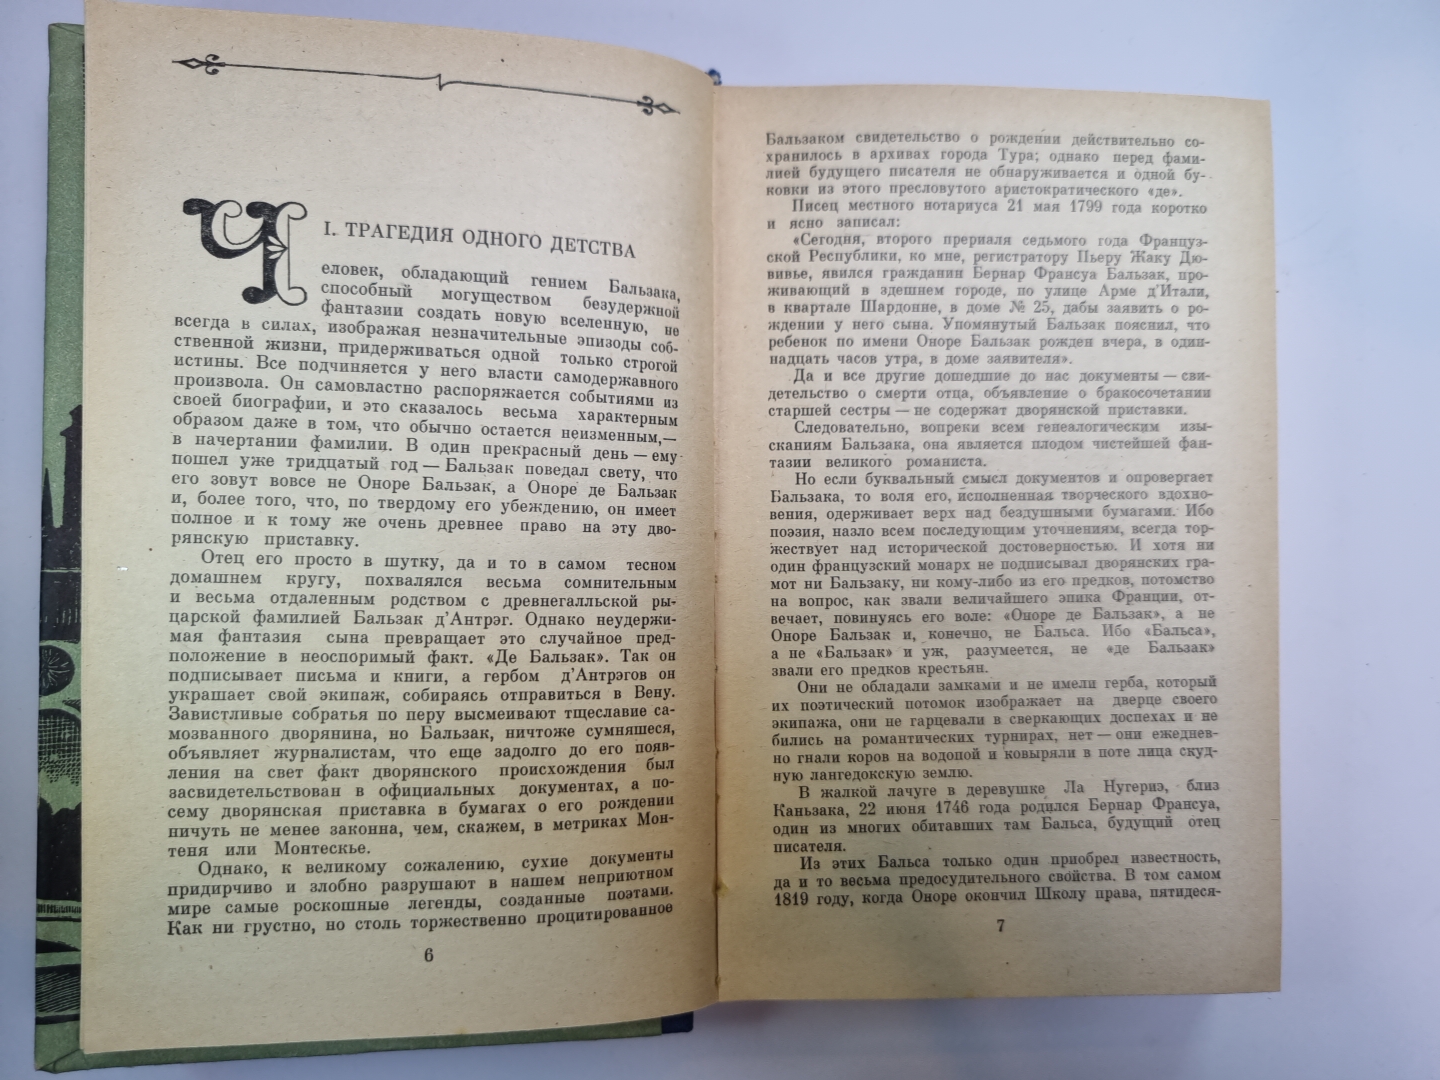 I. ТРАГЕДИЯ ОДНОГО ДЕТСТВА
Человек, обладающий гением Бальзака,
способный могуществом безудержной
фантазии создать новую вселенную, не
всегда в силах, изображая незначительные эпизоды соб-
ственной жизни, придерживаться одной только строгой
истины. Все подчиняется у него власти самодержавного
произвола. Он самовластно распоряжается событиями из
своей биографии, и это сказалось весьма характерным
образом даже в том, что обычно остается неизменным,—
в начертании фамилии. В один прекрасный день — ему
пошел уже тридцатый год — Бальзак поведал свету, что
его зовут вовсе не Оноре Бальзак, а Оноре де Бальзак
и, более того, что, по твердому его убеждению, он имеет
полное и к тому же очень древнее право на эту дво-
рянскую приставку.
Отец его просто в шутку, да и то в самом тесном
домашнем кругу, похвалялся весьма сомнительным
и весьма отдаленным родством с древнегалльской ры-
царской фамилией Бальзак д'Антрэг. Однако неудержи-
мая фантазия сына превращает это случайное пред-
положение в неоспоримый факт. «Де Бальзак». Так он
подписывает письма и книги, а гербом д'Антрэгов он
украшает свой экипаж, собираясь отправиться в Вену.
Завистливые собратья по перу высмеивают тщеславие са-
мозванного дворянина, но Бальзак, ничтоже сумняшеся,
объявляет журналистам, что еще задолго до его появ-
ления на свет факт дворянского происхождения был
засвидетельствован в официальных документах, а по-
сему дворянская приставка в бумагах о его рождении
ничуть не менее законна, чем, скажем, в метриках Мон-
теня или Монтескье.
Однако, к великому сожалению, сухие документы
придирчиво и злобно разрушают в нашем неприютном
мире самые роскошные легенды, созданные поэтами.
Как ни грустно, но столь торжественно процитированное
6
Бальзаком свидетельство о рождении действительно со-
хранилось в архивах города Тура; однако перед фами-
лией будущего писателя не обнаруживается и одной бу-
ковки из этого пресловутого аристократического «де».
Писец местного нотариуса 21 мая 1799 года коротко
и ясно записал:
«Сегодня, второго прериаля седьмого года Француз-
ской Республики, ко мне, регистратору Пьеру Жаку Дю-
вивье, явился гражданин Бернар Франсуа Бальзак, про-
живающий в здешнем городе, по улице Арме д'Итали,
в квартале Шардонне, в доме № 25, дабы заявить о ро-
ждении у него сына. Упомянутый Бальзак пояснил, что
ребенок по имени Оноре Бальзак рожден вчера, в один-
надцать часов утра, в доме заявителя».
Да и все другие дошедшие до нас документы — сви-
детельство о смерти отца, объявление о бракосочетании
старшей сестры — не содержат дворянской приставки.
Следовательно, вопреки всем генеалогическим изы-
сканиям Бальзака, она является плодом чистейшей фан-
тазии великого романиста.
Но если буквальный смысл документов и опровергает
Бальзака, то воля его, исполненная творческого вдохно-
вения, одерживает верх над бездушными бумагами. Ибо
поэзия, назло всем последующим уточнениям, всегда тор-
жествует над исторической достоверностью. И хотя ни
один французский монарх не подписывал дворянских гра-
мот ни Бальзаку, ни кому-либо из его предков, потомство
на вопрос, как звали величайшего эпика Франции, от-
вечает, повинуясь его воле: «Оноре де Бальзак», а не
Оноре Бальзак и, конечно, не Бальса. Ибо «Бальса»,
а не «Бальзак» и уж, разумеется, не «де Бальзак»
звали его предков крестьян.
Они не обладали замками и не имели герба, который
их поэтический потомок изображает на дверце своего
экипажа, они не гарцевали в сверкающих доспехах и не
бились на романтических турнирах, нет — они ежеднев-
но гнали коров на водопой и ковыряли в поте лица скуд-
ную лангедокскую землю.
В жалкой лачуге в деревушке Ла Нугериэ, близ
Каньзака, 22 июня 1746 года родился Бернар Франсуа,
один из многих обитавших там Бальса, будущий отец
писателя.
Из этих Бальса только один приобрел известность,
да и то весьма предосудительного свойства. В том самом
1819 году, когда Оноре окончил Школу права, пятидеся-
7